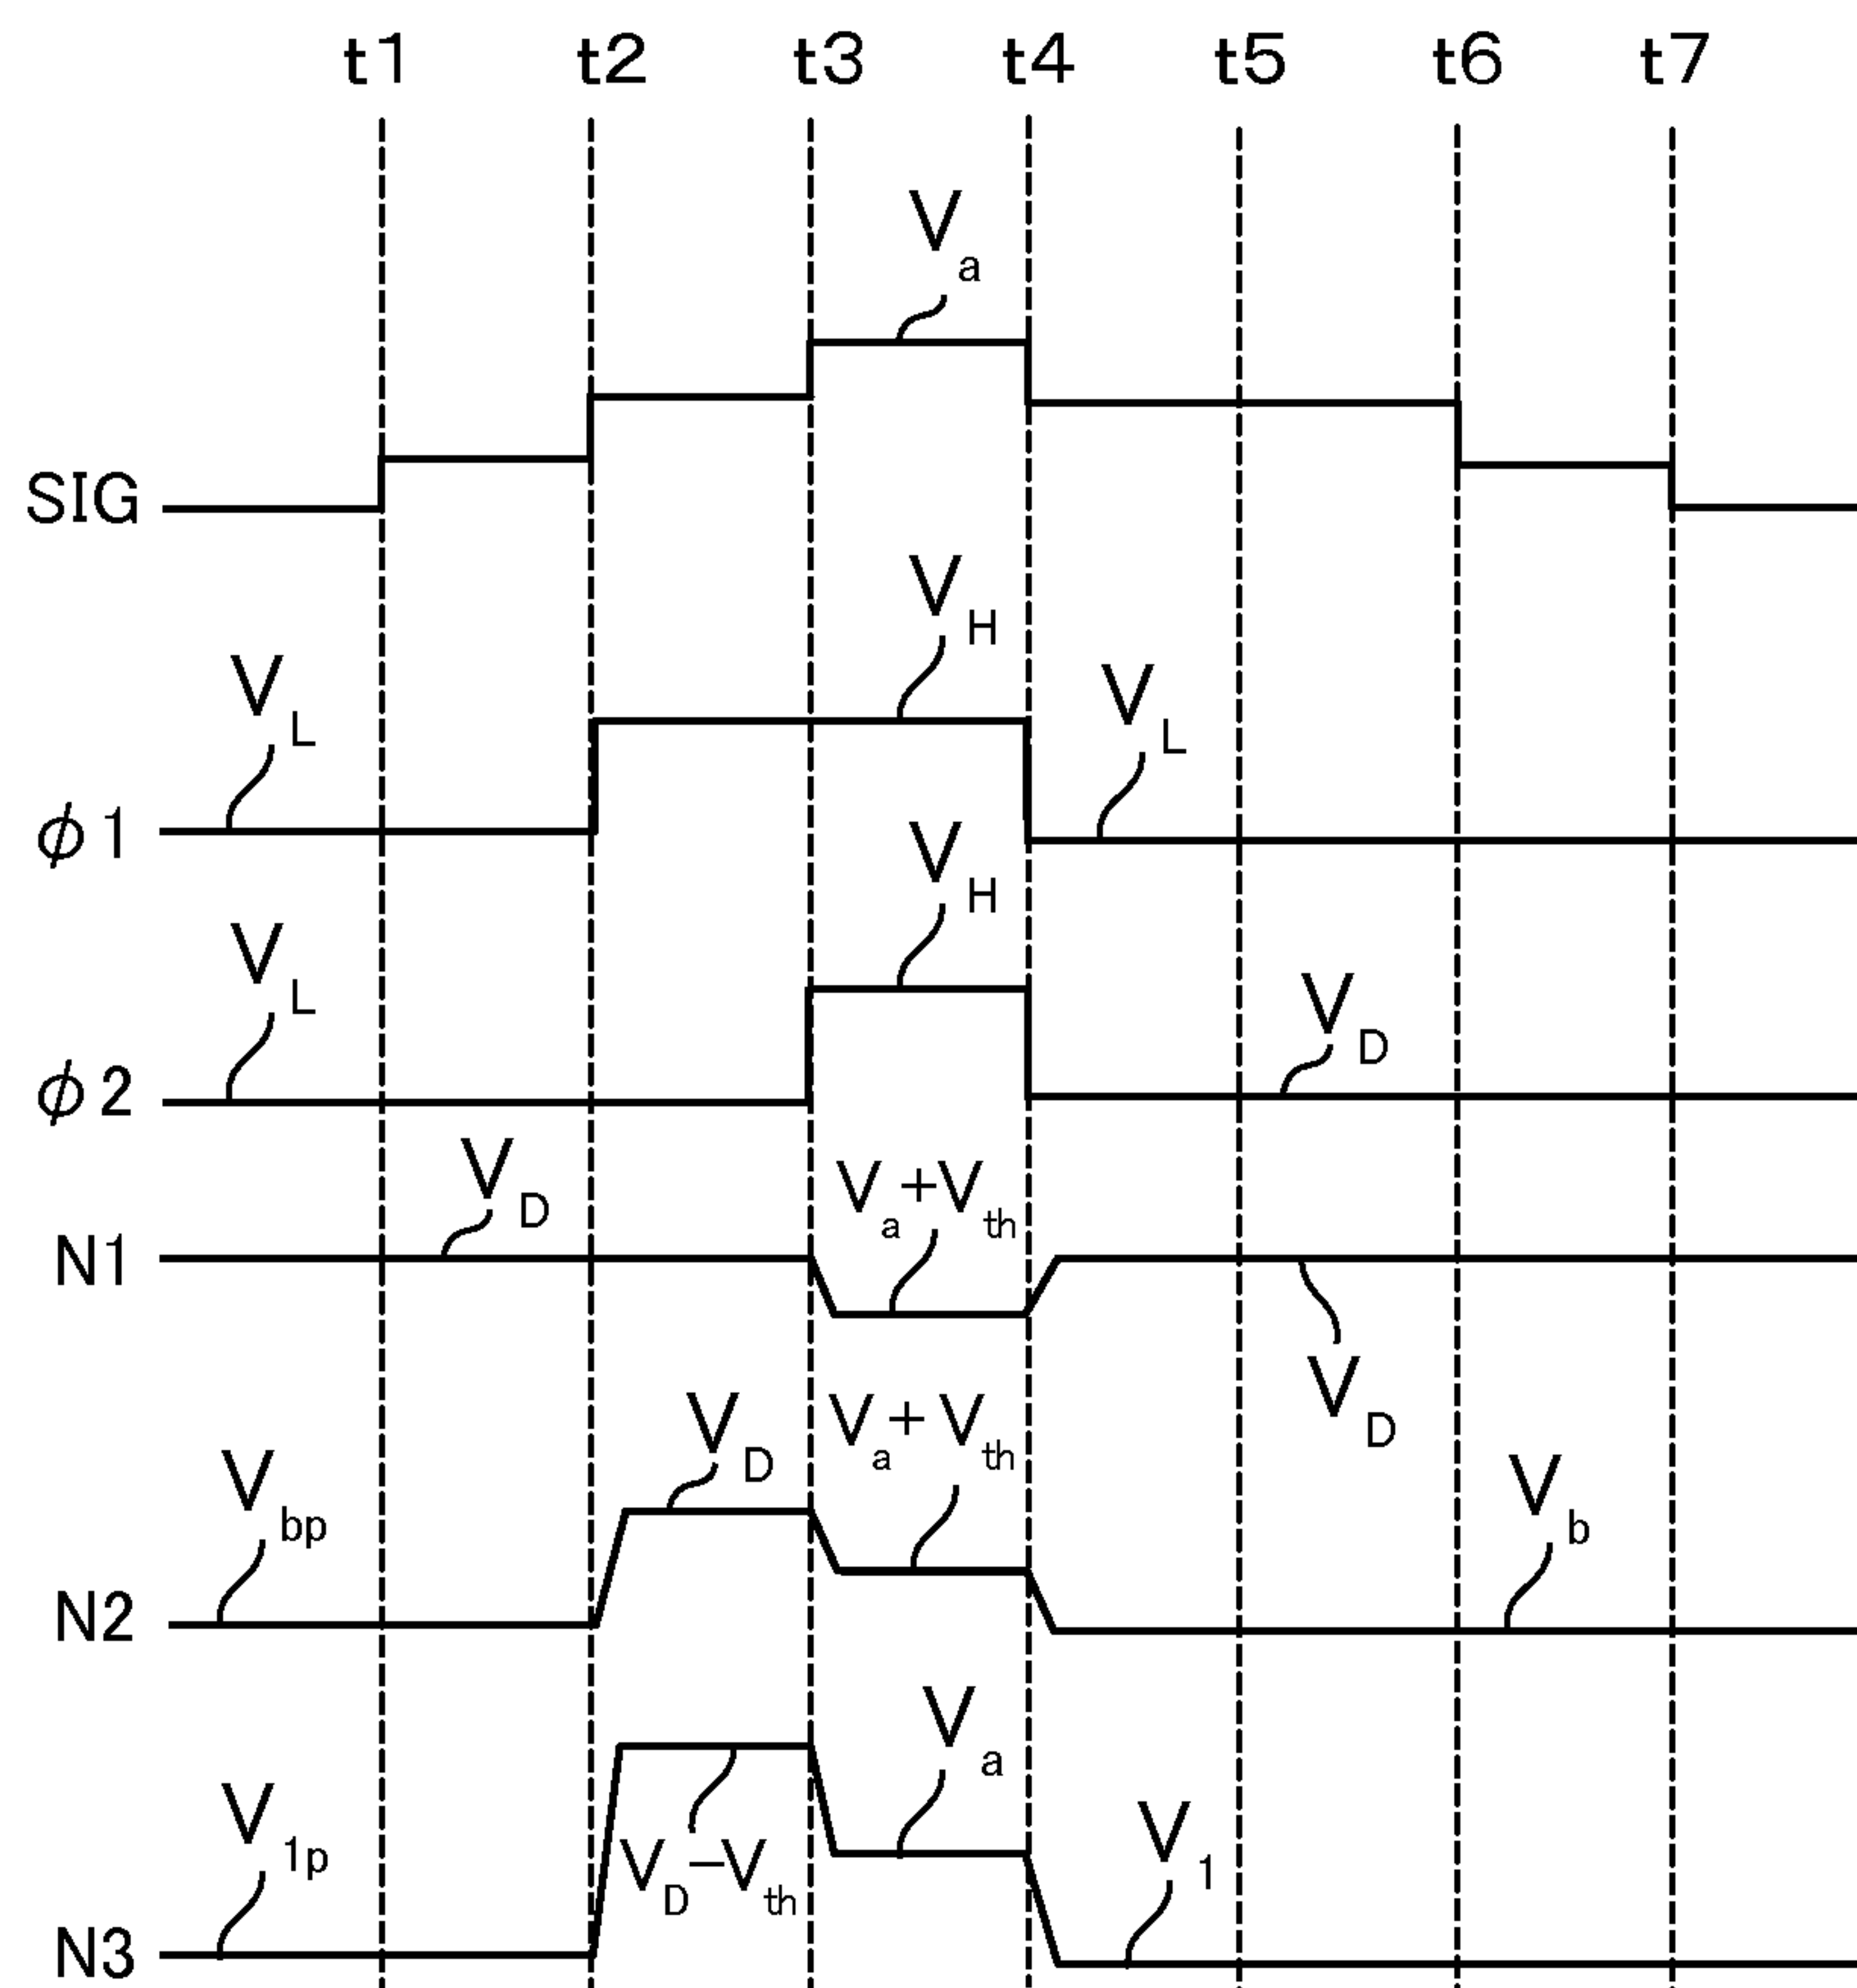 t1 t2 t3 t4 t5 t6 t7
Va
SIG
VH
VL VL
φ1
VH
VL VD
φ2
VD Va+Vth
N1
VD
VD Va+Vth
Vbp Vb
N2
Va
V1p VD−Vth V1
N3